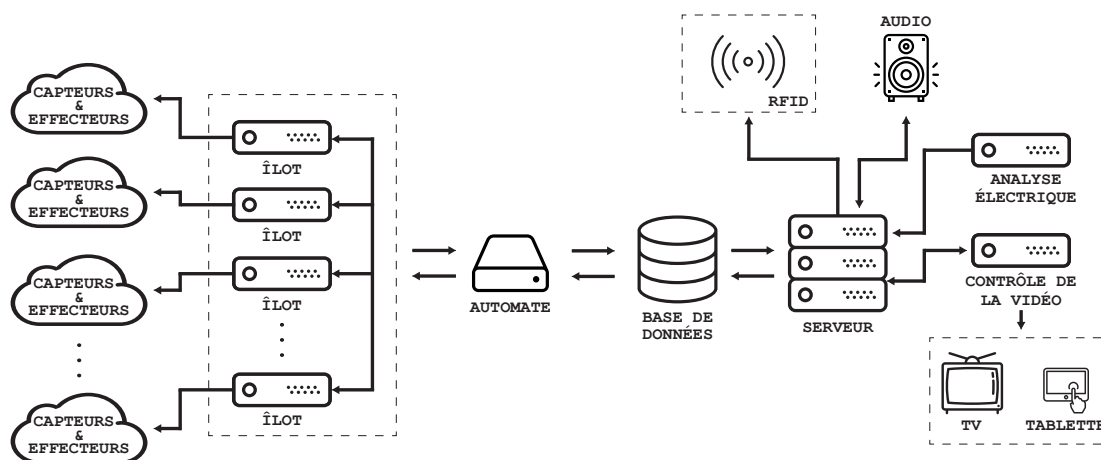 CAPTEURS
&
EFFECTEURS
ÎLOT
CAPTEURS
&
EFFECTEURS
ÎLOT
CAPTEURS
&
EFFECTEURS
ÎLOT
CAPTEURS
&
EFFECTEURS
ÎLOT
AUTOMATE
BASE DE
DONNÉES
SERVEUR
RFID
AUDIO
ANALYSE
ÉLECTRIQUE
CONTRÔLE DE
LA VIDÉO
TV
TABLETTE